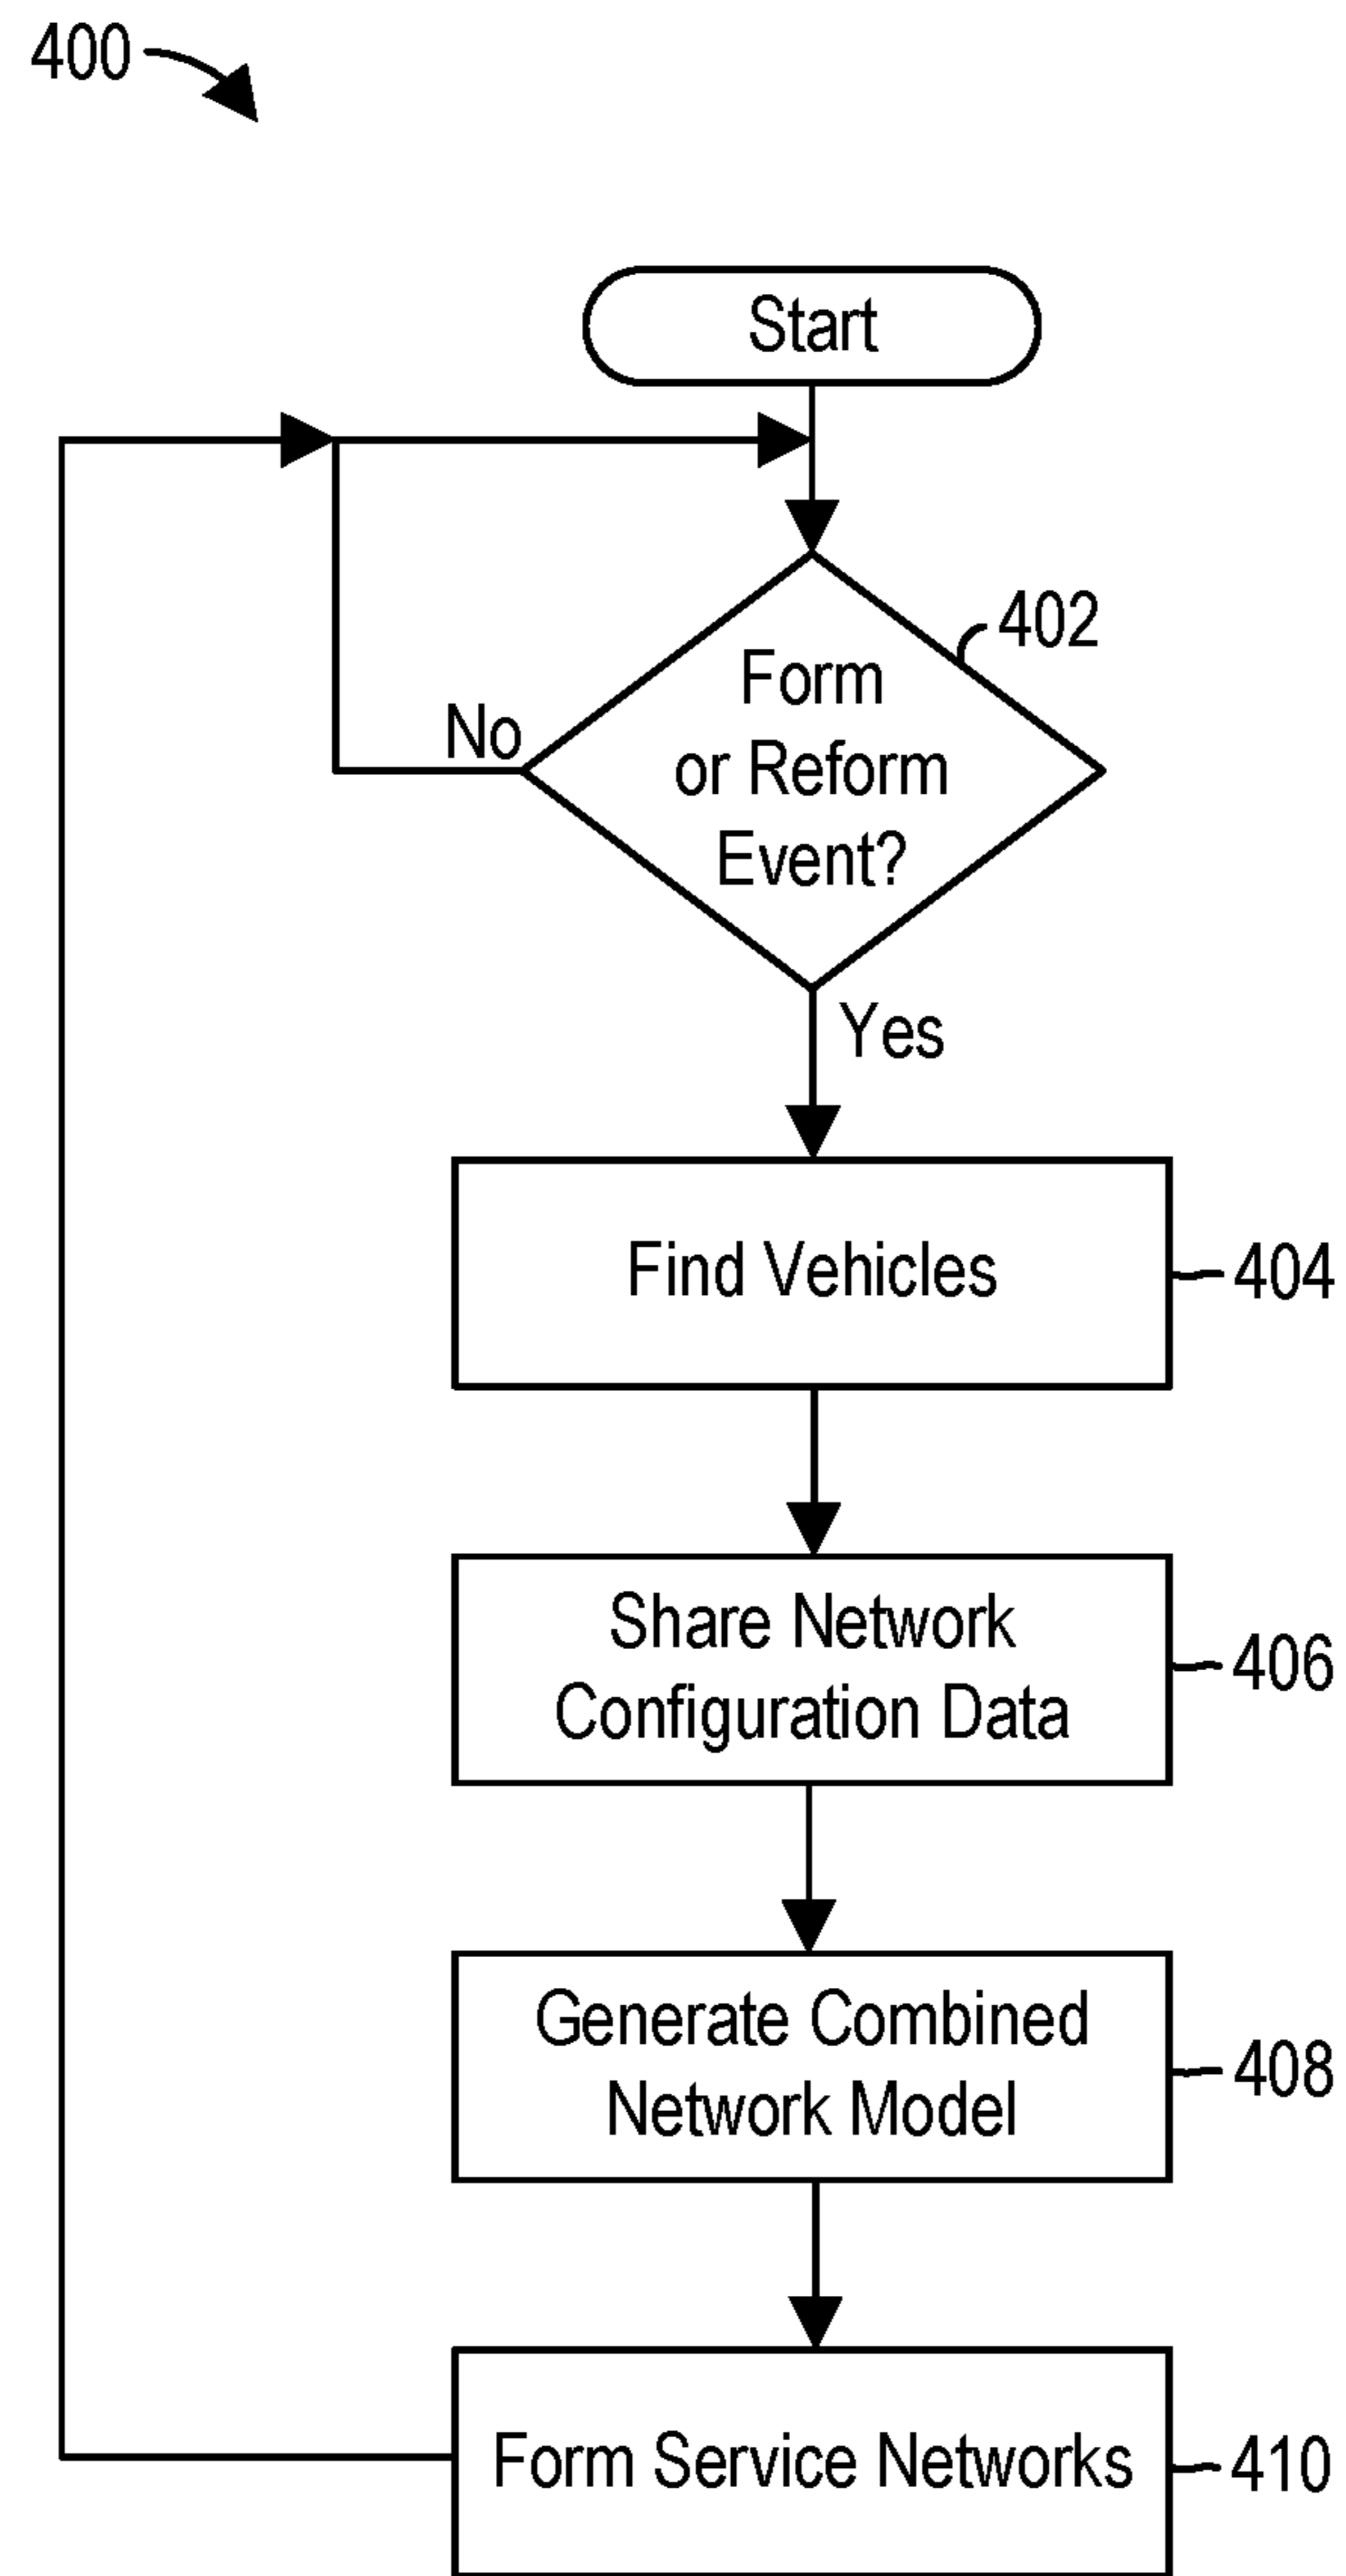 400
Start
402
Form
or Reform
Event?
No
Yes
Find Vehicles
404
Share Network
Configuration Data
406
Generate Combined
Network Model
408
Form Service Networks
410